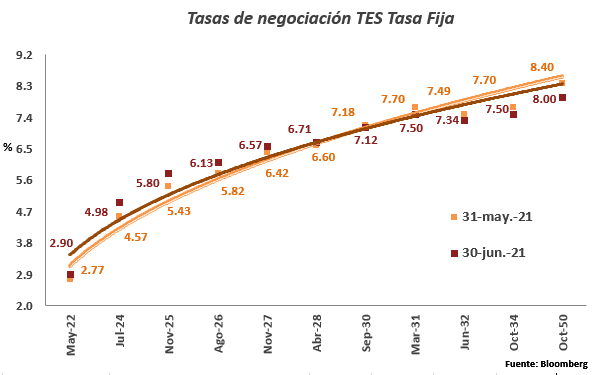 Tasas de negociación TES Tasa Fija
9.2
8.3
7.4
6.5
5.6
4.7
3.8
2.9
2.0
%
2.90
2.77
4.98
4.57
5.80
5.43
6.13
5.82
6.57
6.42
6.71
6.60
7.18
7.12
7.70
7.50
7.49
7.34
7.70
7.50
8.40
8.00
31-may.-21
30-jun.-21
May-22
Jul-24
Nov-25
Ago-26
Nov-27
Abr-28
Sep-30
Mar-31
Jun-32
Oct-34
Oct-50
Fuente: Bloomberg